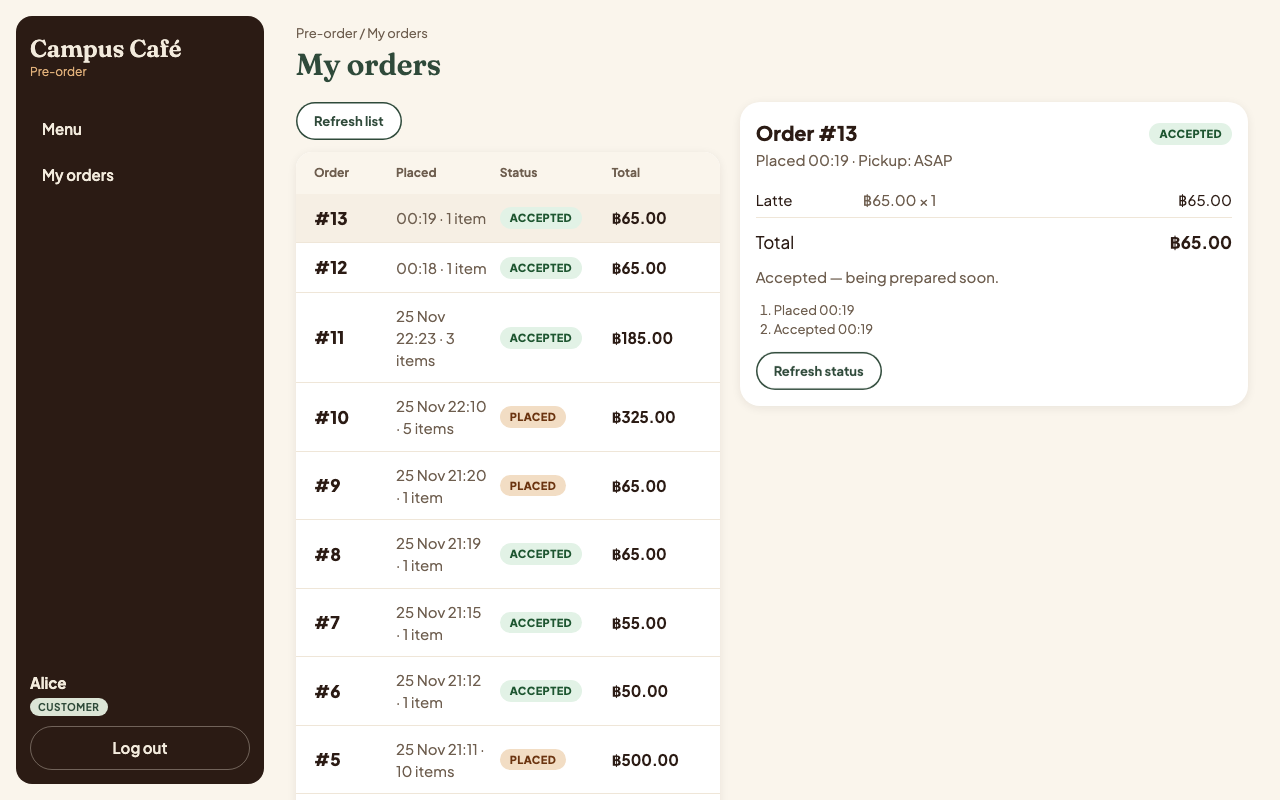 Campus Café
Pre-order
Menu
My orders
Alice
CUSTOMER
Log out
Pre-order / My orders
My orders
Refresh list
Order Placed Status Total
#13 00:19 · 1 item ACCEPTED ฿65.00
#12 00:18 · 1 item ACCEPTED ฿65.00
#11 25 Nov 22:23 · 3 items ACCEPTED ฿185.00
#10 25 Nov 22:10 · 5 items PLACED ฿325.00
#9 25 Nov 21:20 · 1 item PLACED ฿65.00
#8 25 Nov 21:19 · 1 item ACCEPTED ฿65.00
#7 25 Nov 21:15 · 1 item ACCEPTED ฿55.00
#6 25 Nov 21:12 · 1 item ACCEPTED ฿50.00
#5 25 Nov 21:11 · 10 items PLACED ฿500.00
Order #13 ACCEPTED
Placed 00:19 · Pickup: ASAP
Latte ฿65.00 × 1 ฿65.00
Total ฿65.00
Accepted — being prepared soon.
1. Placed 00:19
2. Accepted 00:19
Refresh status